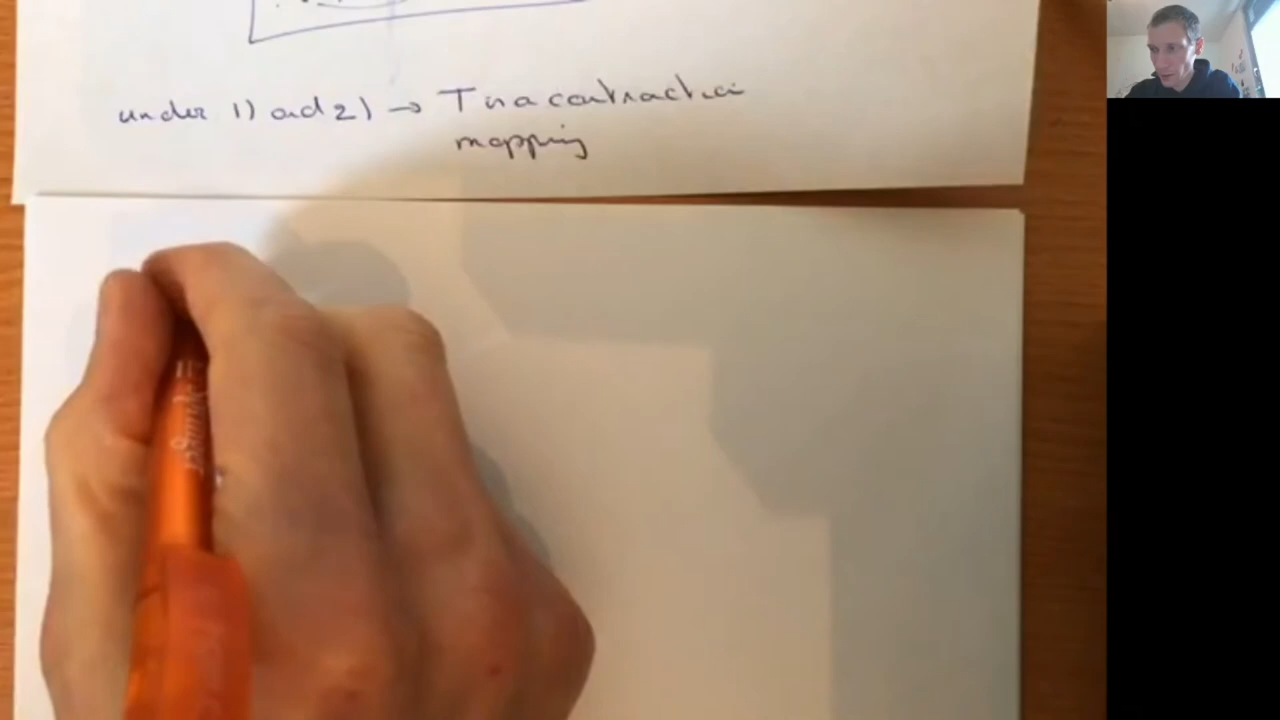 under 1) and 2) → T is a contraction
mapping